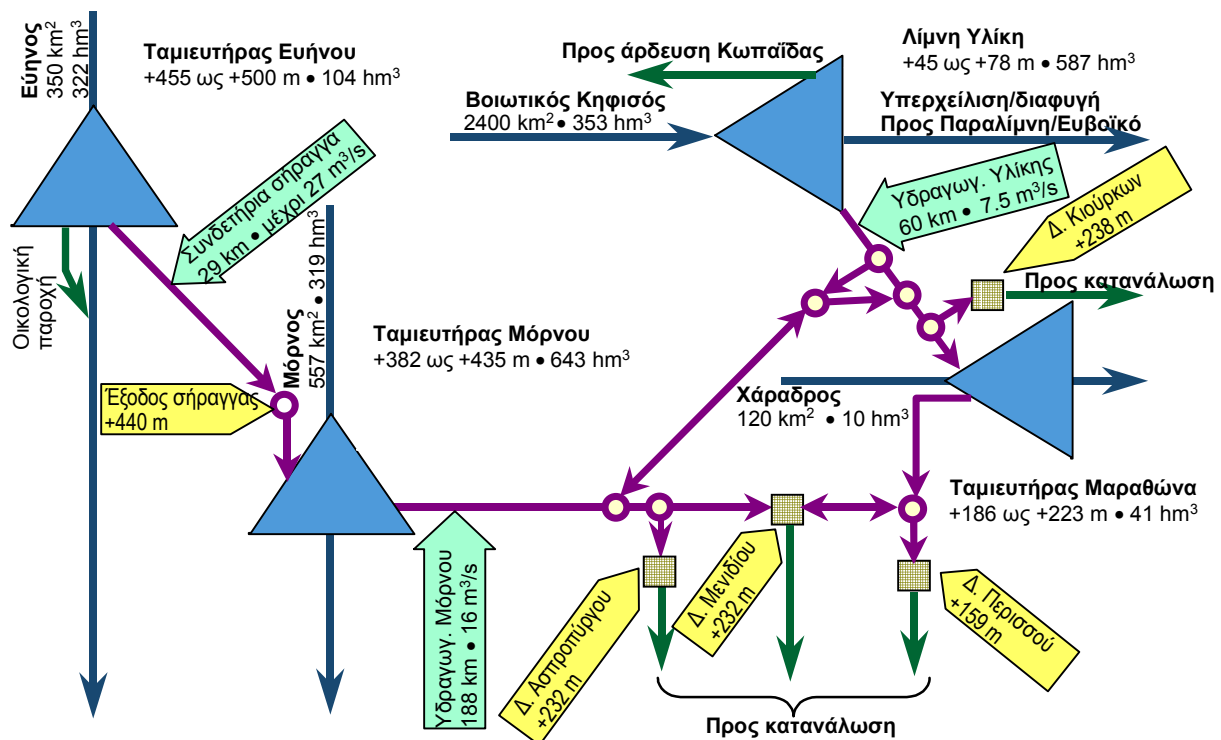 Εύηνος
350 km²
322 hm³
Ταμιευτήρας Ευήνου
+455 ως +500 m • 104 hm³
Προς άρδευση Κωπαΐδας
Λίμνη Υλίκη
+45 ως +78 m • 587 hm³
Βοιωτικός Κηφισός
2400 km² • 353 hm³
Υπερχείλιση/διαφυγή
Προς Παραλίμνη/Ευβοϊκό
Συνδετήρια σήραγγα
29 km • μέχρι 27 m³/s
Υδραγωγ. Υλίκης
60 km • 7.5 m³/s
Δ. Κιούρκων
+238 m
Προς κατανάλωση
Οικολογική
παροχή
Μόρνος
557 km² • 319 hm³
Ταμιευτήρας Μόρνου
+382 ως +435 m • 643 hm³
Έξοδος σήραγγας
+440 m
Χάραδρος
120 km² • 10 hm³
Ταμιευτήρας Μαραθώνα
+186 ως +223 m • 41 hm³
Υδραγωγ. Μόρνου
188 km • 16 m³/s
Δ. Ασπροπύργου
+232 m
Δ. Μενιδίου
+232 m
Δ. Περισσού
+159 m
Προς κατανάλωση